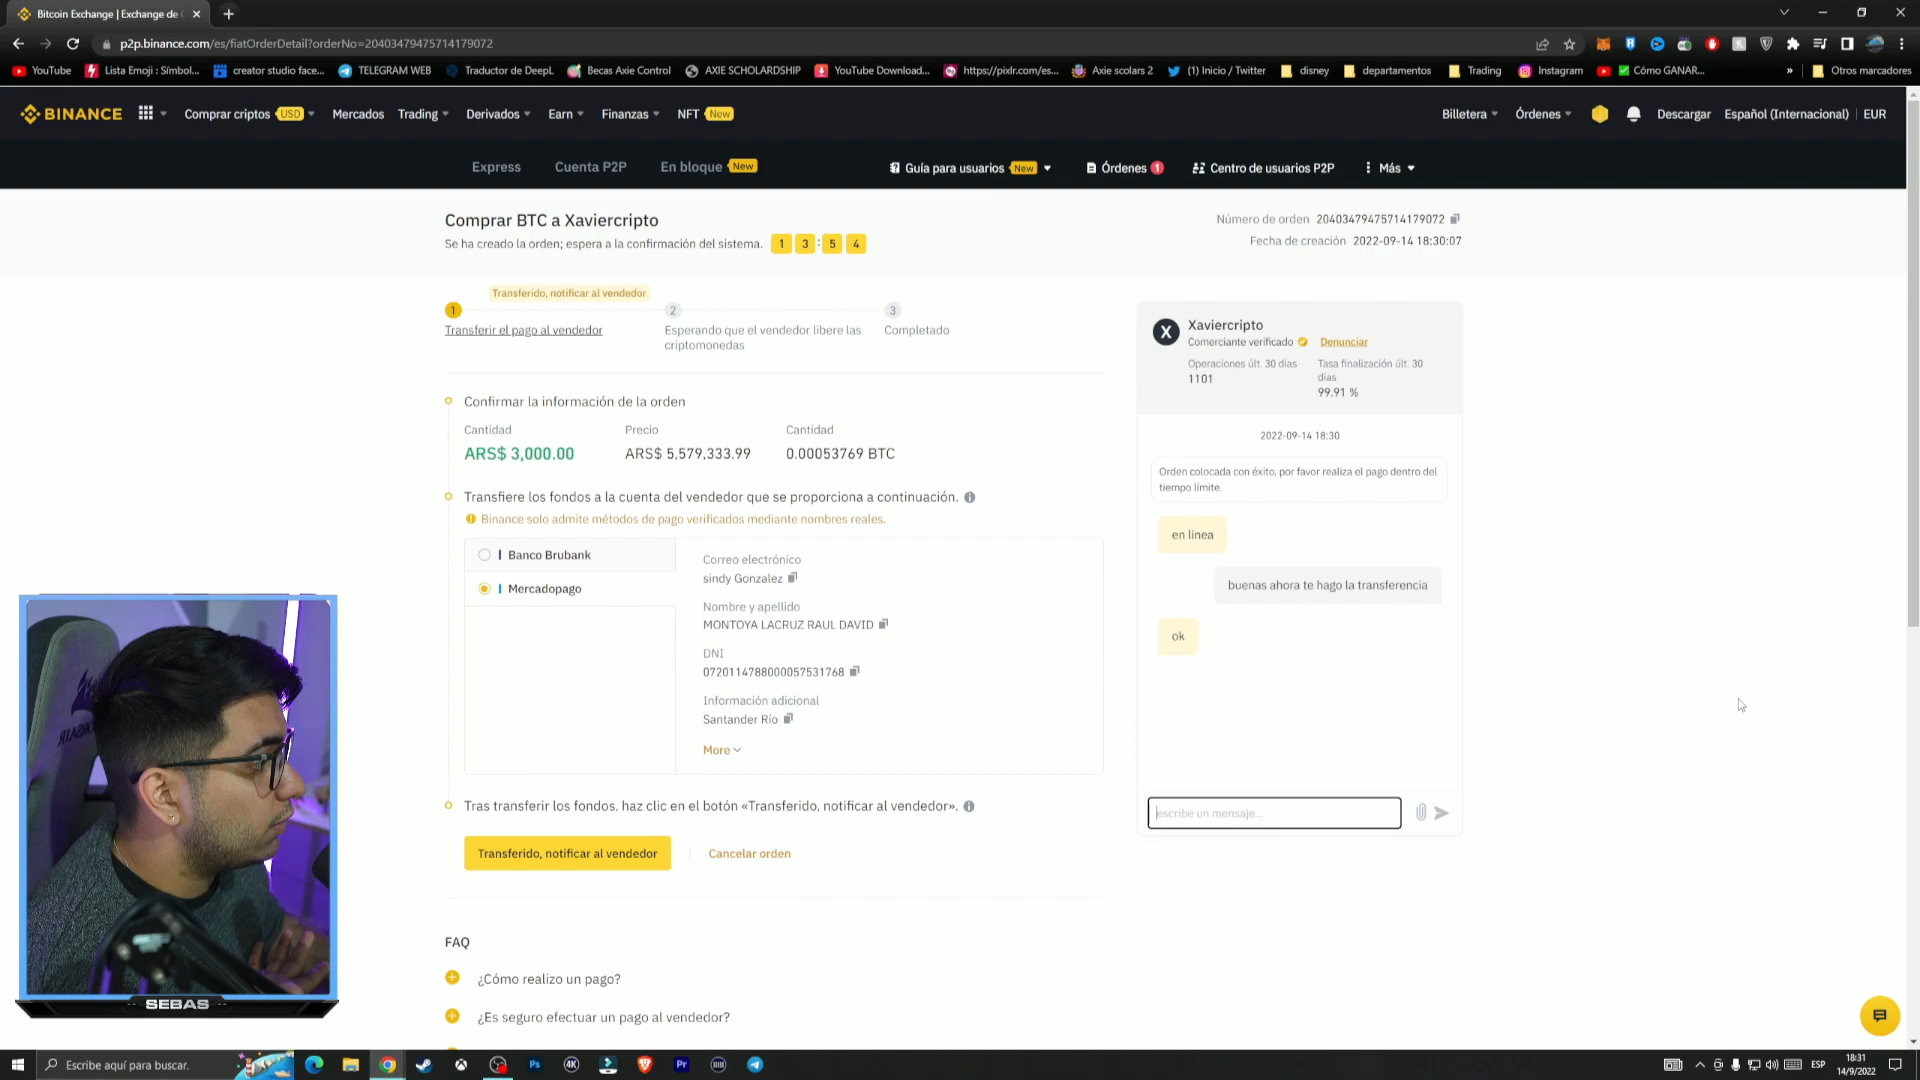 Bitcoin Exchange | Exchange de
p2p.binance.com/es/fiatOrderDetail?orderNo=20403479475714179072
YouTube
Lista Emoji : Símbol...
creator studio face...
TELEGRAM WEB
Traductor de DeepL
Becas Axie Control
AXIE SCHOLARDSHIP
YouTube Download...
https://pixlr.com/es...
Axie scolars 2
(1) Inicio / Twitter
disney
departamentos
Trading
Instagram
Cómo GANAR...
»
Otros marcadores
BINANCE
Comprar criptos USD
Mercados
Trading
Derivados
Earn
Finanzas
NFT New
Billetera
Órdenes
Descargar
Español (Internacional)
EUR
Express
Cuenta P2P
En bloque New
Guía para usuarios New
Órdenes 1
Centro de usuarios P2P
Más
Comprar BTC a Xaviercripto
Se ha creado la orden; espera a la confirmación del sistema. 1 3 : 5 4
Número de orden 20403479475714179072
Fecha de creación 2022-09-14 18:30:07
Transferido, notificar al vendedor
1
2
3
Transferir el pago al vendedor
Esperando que el vendedor libere las
criptomonedas
Completado
Confirmar la información de la orden
Cantidad
Precio
Cantidad
ARS$ 3,000.00
ARS$ 5,579,333.99
0.00053769 BTC
Transfiere los fondos a la cuenta del vendedor que se proporciona a continuación.
Binance solo admite métodos de pago verificados mediante nombres reales.
Banco Brubank
Mercadopago
Correo electrónico
sindy Gonzalez
Nombre y apellido
MONTOYA LACRUZ RAUL DAVID
DNI
0720114788000057531768
Información adicional
Santander Río
More
Tras transferir los fondos, haz clic en el botón «Transferido, notificar al vendedor».
Transferido, notificar al vendedor
Cancelar orden
FAQ
¿Cómo realizo un pago?
¿Es seguro efectuar un pago al vendedor?
X
Xaviercripto
Comerciante verificado
Denunciar
Operaciones últ. 30 días
1101
Tasa finalización últ. 30
días
99.91 %
2022-09-14 18:30
Orden colocada con éxito, por favor realiza el pago dentro del
tiempo límite.
en linea
buenas ahora te hago la transferencia
ok
escribe un mensaje...
SEBAS
Escribe aquí para buscar.
Ps
4K
Pr
ESP
18:31
14/9/2022